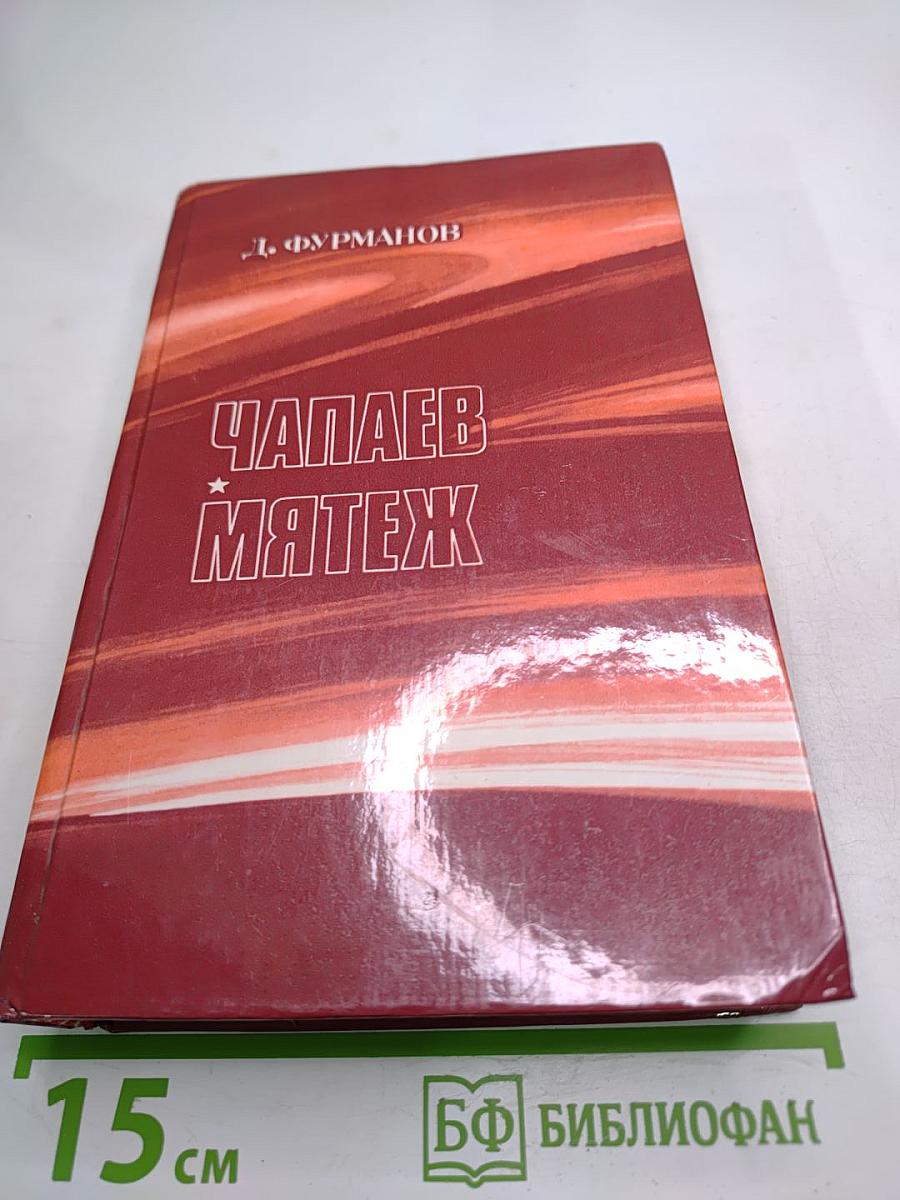 Д. ФУРМАНОВ
ЧАПАЕВ
МЯТЕЖ
15 см
БФ БИБЛИОФАН